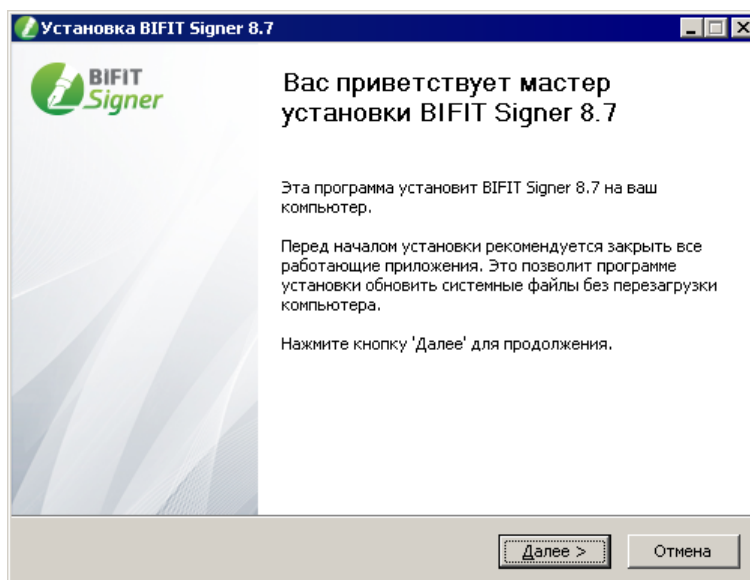 Установка BIFIT Signer 8.7
BIFIT
Signer
Вас приветствует мастер
установки BIFIT Signer 8.7
Эта программа установит BIFIT Signer 8.7 на ваш
компьютер.
Перед началом установки рекомендуется закрыть все
работающие приложения. Это позволит программе
установки обновить системные файлы без перезагрузки
компьютера.
Нажмите кнопку 'Далее' для продолжения.
Далее >
Отмена